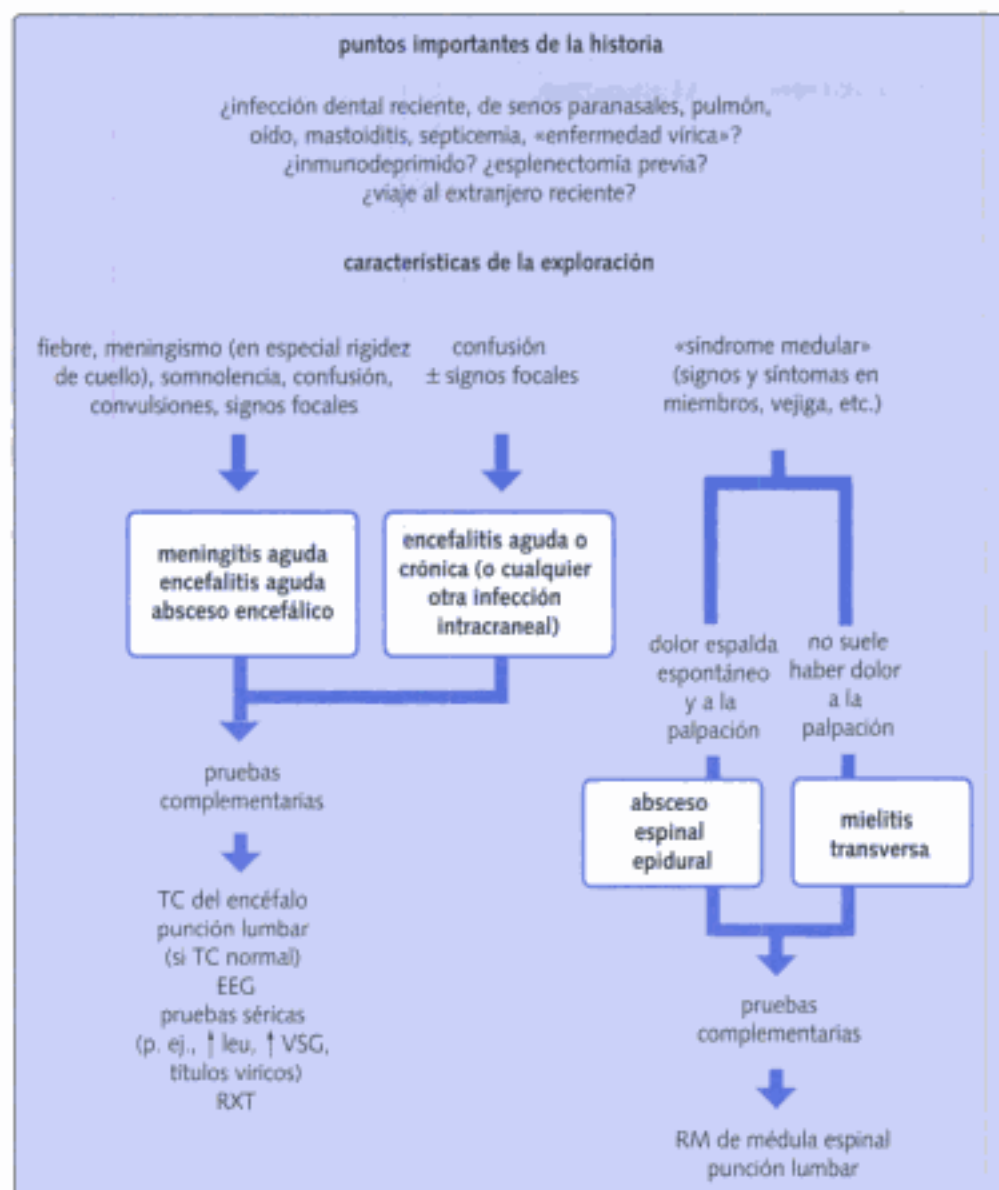 puntos importantes de la historia
¿infección dental reciente, de senos paranasales, pulmón,
oído, mastoiditis, septicemia, «enfermedad vírica»?
¿inmunodeprimido? ¿esplenectomía previa?
¿viaje al extranjero reciente?
características de la exploración
fiebre, meningismo (en especial rigidez
de cuello), somnolencia, confusión,
convulsiones, signos focales
confusión
± signos focales
«síndrome medular»
(signos y síntomas en
miembros, vejiga, etc.)
meningitis aguda
encefalitis aguda
absceso encefálico
encefalitis aguda o
crónica (o cualquier
otra infección
intracraneal)
dolor espalda
espontáneo
y a la
palpación
no suele
haber dolor
a la
palpación
absceso
espinal
epidural
mielitis
transversa
pruebas
complementarias
TC del encéfalo
punción lumbar
(si TC normal)
EEG
pruebas séricas
(p. ej., ↑ leu, ↑ VSG,
títulos víricos)
RXT
pruebas
complementarias
RM de médula espinal
punción lumbar